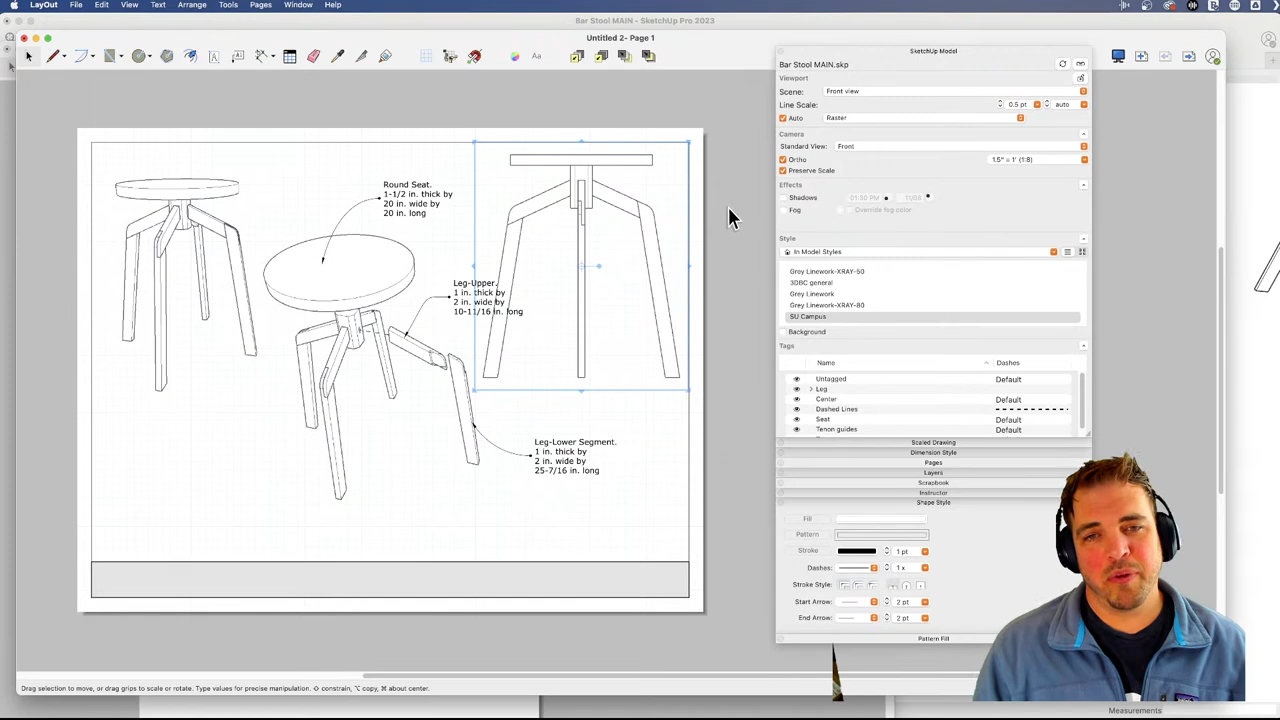 LayOut File Edit View Text Arrange Tools Pages Window Help
Bar Stool MAIN - SketchUp Pro 2023
Untitled 2- Page 1
Aa
SketchUp Model
Bar Stool MAIN.skp
Viewport
Scene: Front view
Line Scale: 0.5 pt auto
Auto Raster
Camera
Standard View: Front
Ortho 1.5" = 1' (1:8)
Preserve Scale
Effects
Shadows 01:30 PM 11/08
Fog Override fog color
Style
In Model Styles
Grey Linework-XRAY-50
3DBC general
Grey Linework
Grey Linework-XRAY-80
SU Campus
Background
Tags
Name Dashes
Untagged Default
Leg
Center Default
Dashed Lines
Seat Default
Tenon guides Default
Scaled Drawing
Dimension Style
Pages
Layers
Scrapbook
Instructor
Shape Style
Fill
Pattern
Stroke 1 pt
Dashes: 1 x
Stroke Style:
Start Arrow: 2 pt
End Arrow: 2 pt
Pattern Fill
Round Seat.
1-1/2 in. thick by
20 in. wide by
20 in. long
Leg-Upper.
1 in. thick by
2 in. wide by
10-11/16 in. long
Leg-Lower Segment.
1 in. thick by
2 in. wide by
25-7/16 in. long
Drag selection to move, or drag grips to scale or rotate. Type values for precise manipulation. ⇧ constrain, ⌥ copy, ⌘ about center.
Measurements